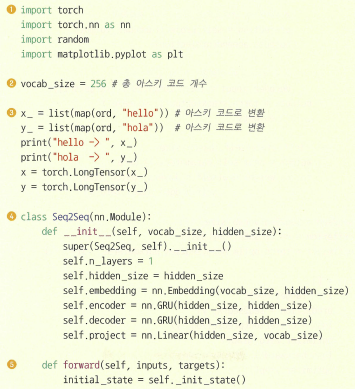 ❶ import torch
import torch.nn as nn
import random
import matplotlib.pyplot as plt
❷ vocab_size = 256 # 총 아스키 코드 개수
❸ x_ = list(map(ord, "hello")) # 아스키 코드로 변환
y_ = list(map(ord, "hola")) # 아스키 코드로 변환
print("hello -> ", x_)
print("hola  -> ", y_)
x = torch.LongTensor(x_)
y = torch.LongTensor(y_)
❹ class Seq2Seq(nn.Module):
def __init__(self, vocab_size, hidden_size):
super(Seq2Seq, self).__init__()
self.n_layers = 1
self.hidden_size = hidden_size
self.embedding = nn.Embedding(vocab_size, hidden_size)
self.encoder = nn.GRU(hidden_size, hidden_size)
self.decoder = nn.GRU(hidden_size, hidden_size)
self.project = nn.Linear(hidden_size, vocab_size)
❺ def forward(self, inputs, targets):
initial_state = self._init_state()